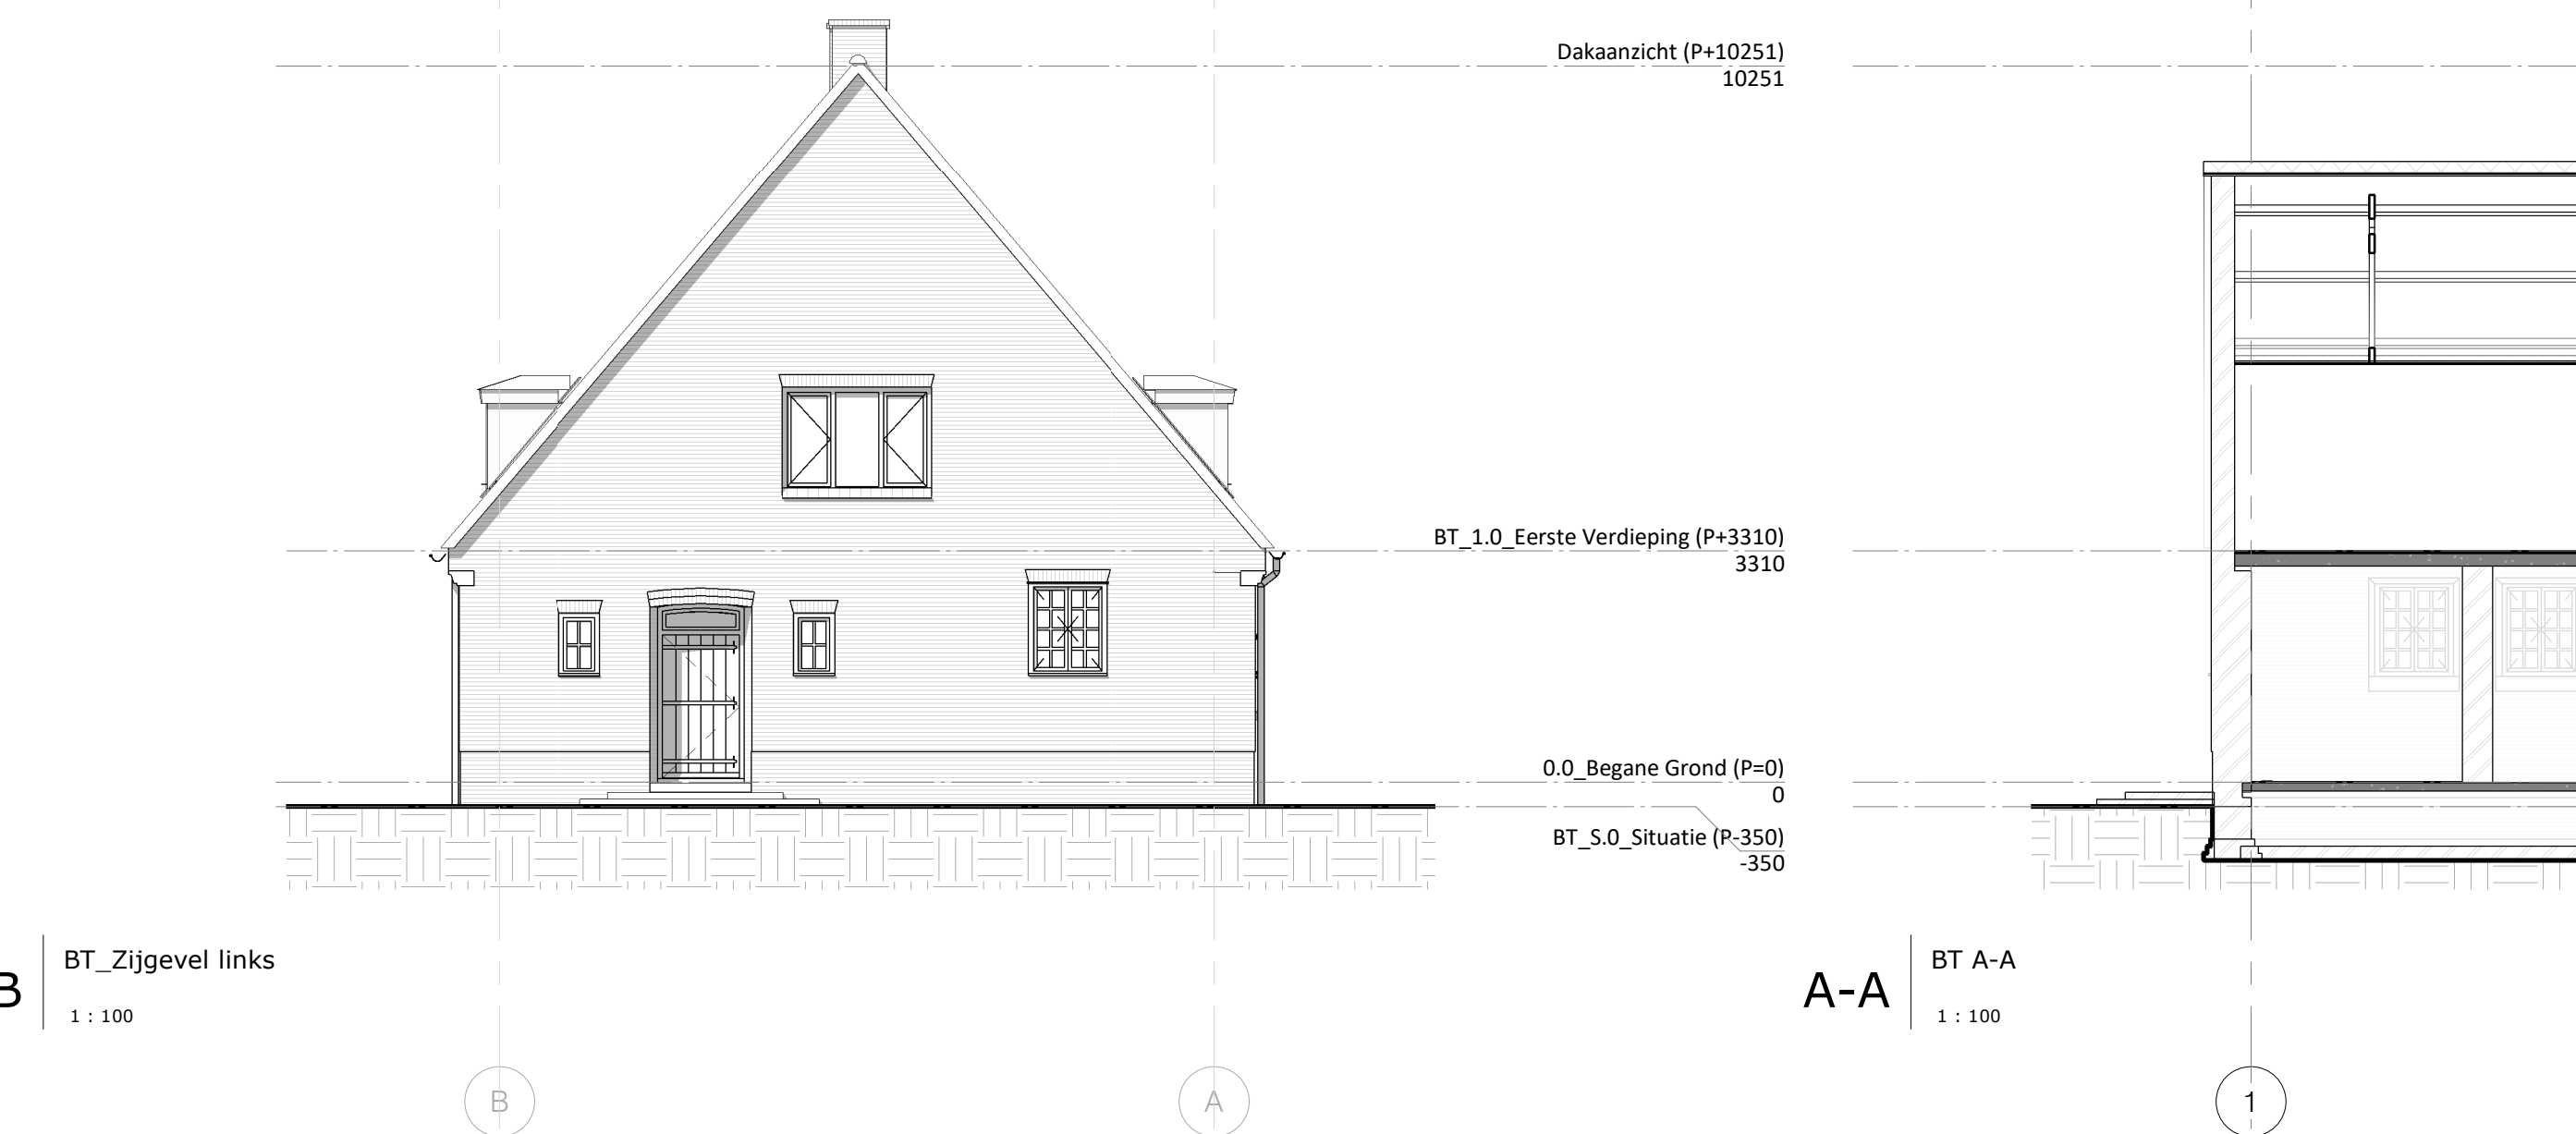 Dakaanzicht (P+10251)
10251
BT_1.0_Eerste Verdieping (P+3310)
3310
0.0_Begane Grond (P=0)
0
BT_S.0_Situatie (P-350)
-350
B
BT_Zijgevel links
1 : 100
A-A
BT A-A
1 : 100
B
A
1